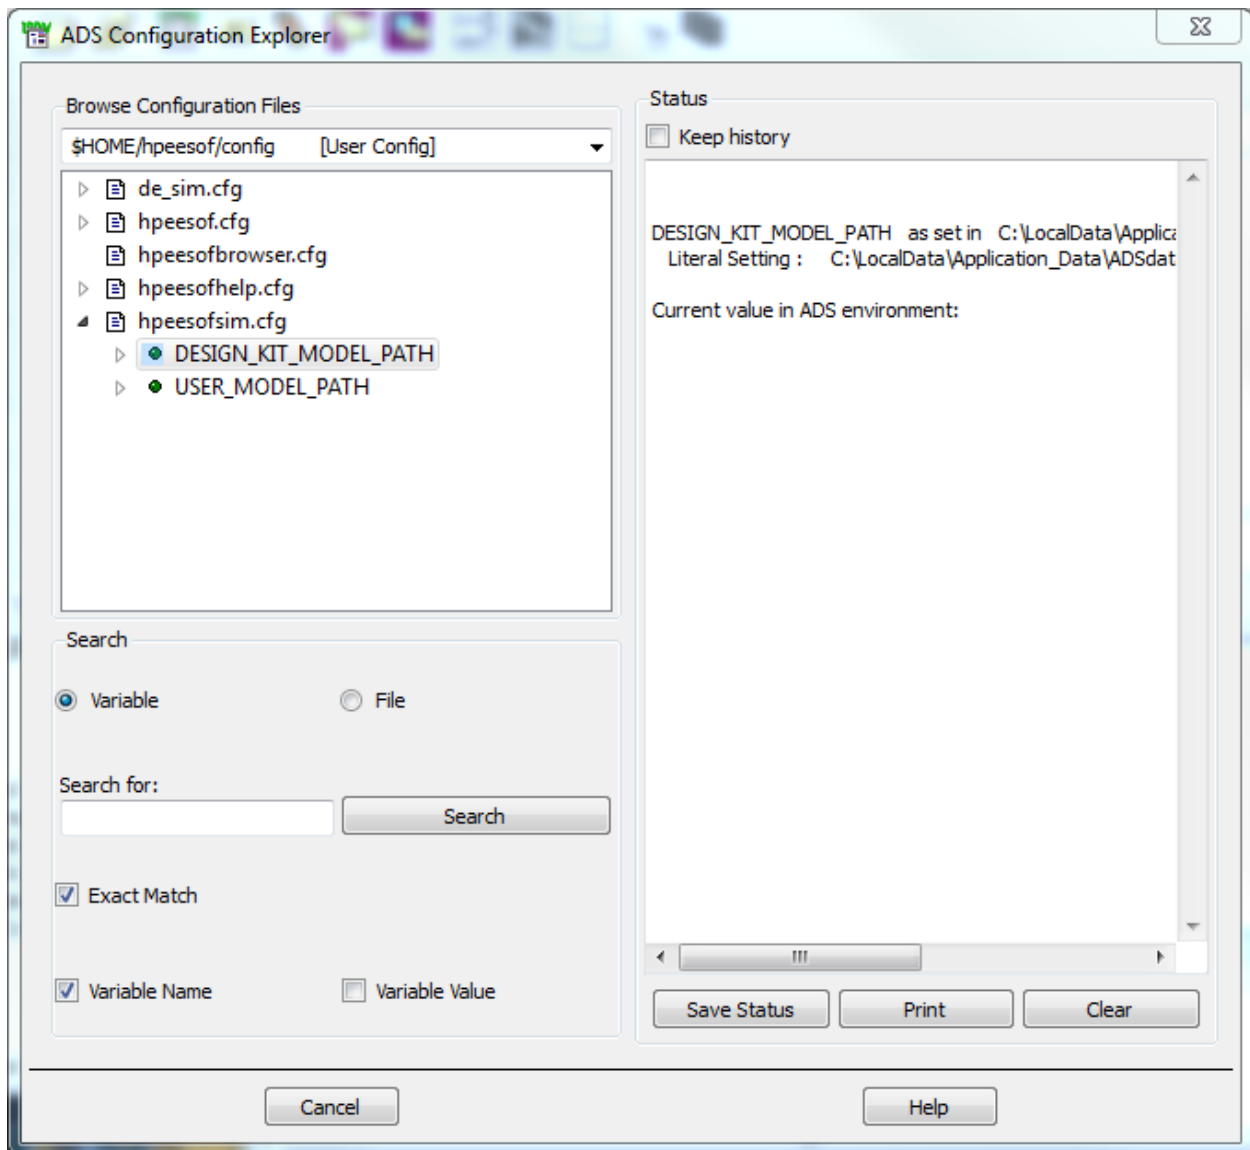 ADS Configuration Explorer
Browse Configuration Files
$HOME/hpeesof/config [User Config]
de_sim.cfg
hpeesof.cfg
hpeesofbrowser.cfg
hpeesofhelp.cfg
hpeesofsim.cfg
DESIGN_KIT_MODEL_PATH
USER_MODEL_PATH
Search
Variable
File
Search for:
Search
Exact Match
Variable Name
Variable Value
Status
Keep history
DESIGN_KIT_MODEL_PATH as set in C:\LocalData\Applica
Literal Setting : C:\LocalData\Application_Data\ADSdat
Current value in ADS environment:
Save Status
Print
Clear
Cancel
Help